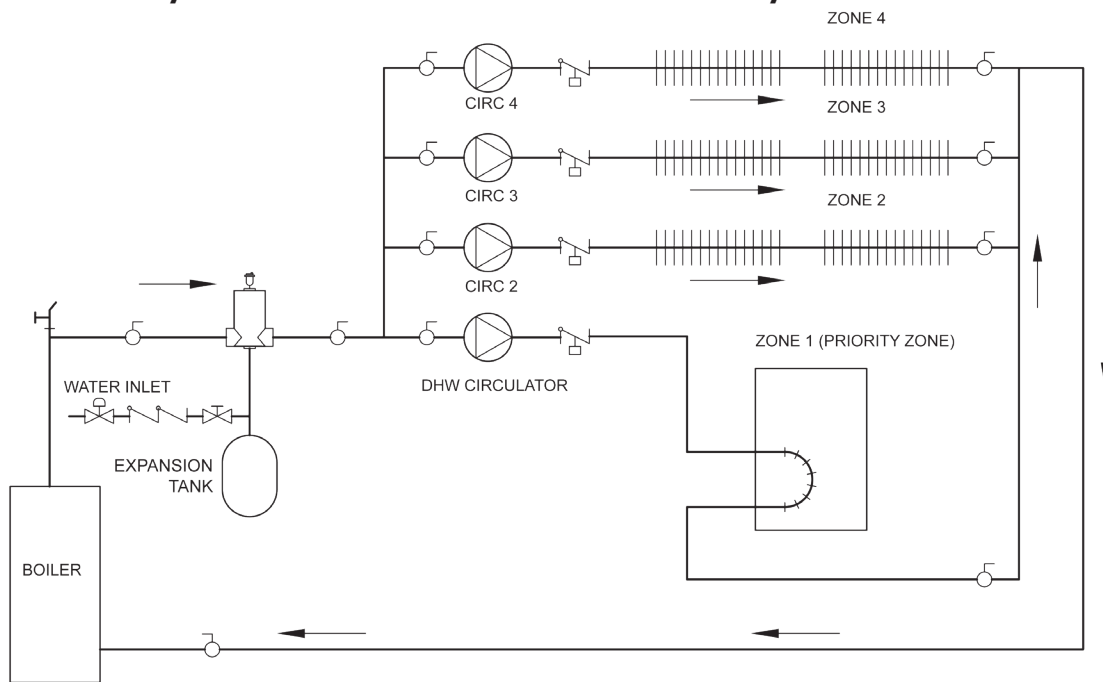 ZONE 4
CIRC 4
ZONE 3
CIRC 3
ZONE 2
CIRC 2
ZONE 1 (PRIORITY ZONE)
DHW CIRCULATOR
WATER INLET
EXPANSION
TANK
BOILER